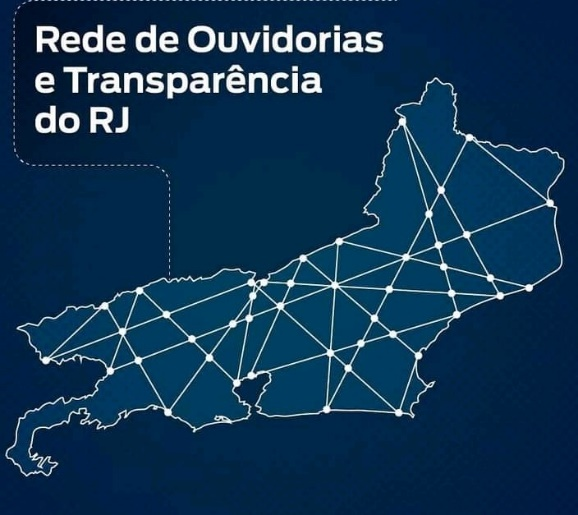 Rede de Ouvidorias
e Transparência
do RJ